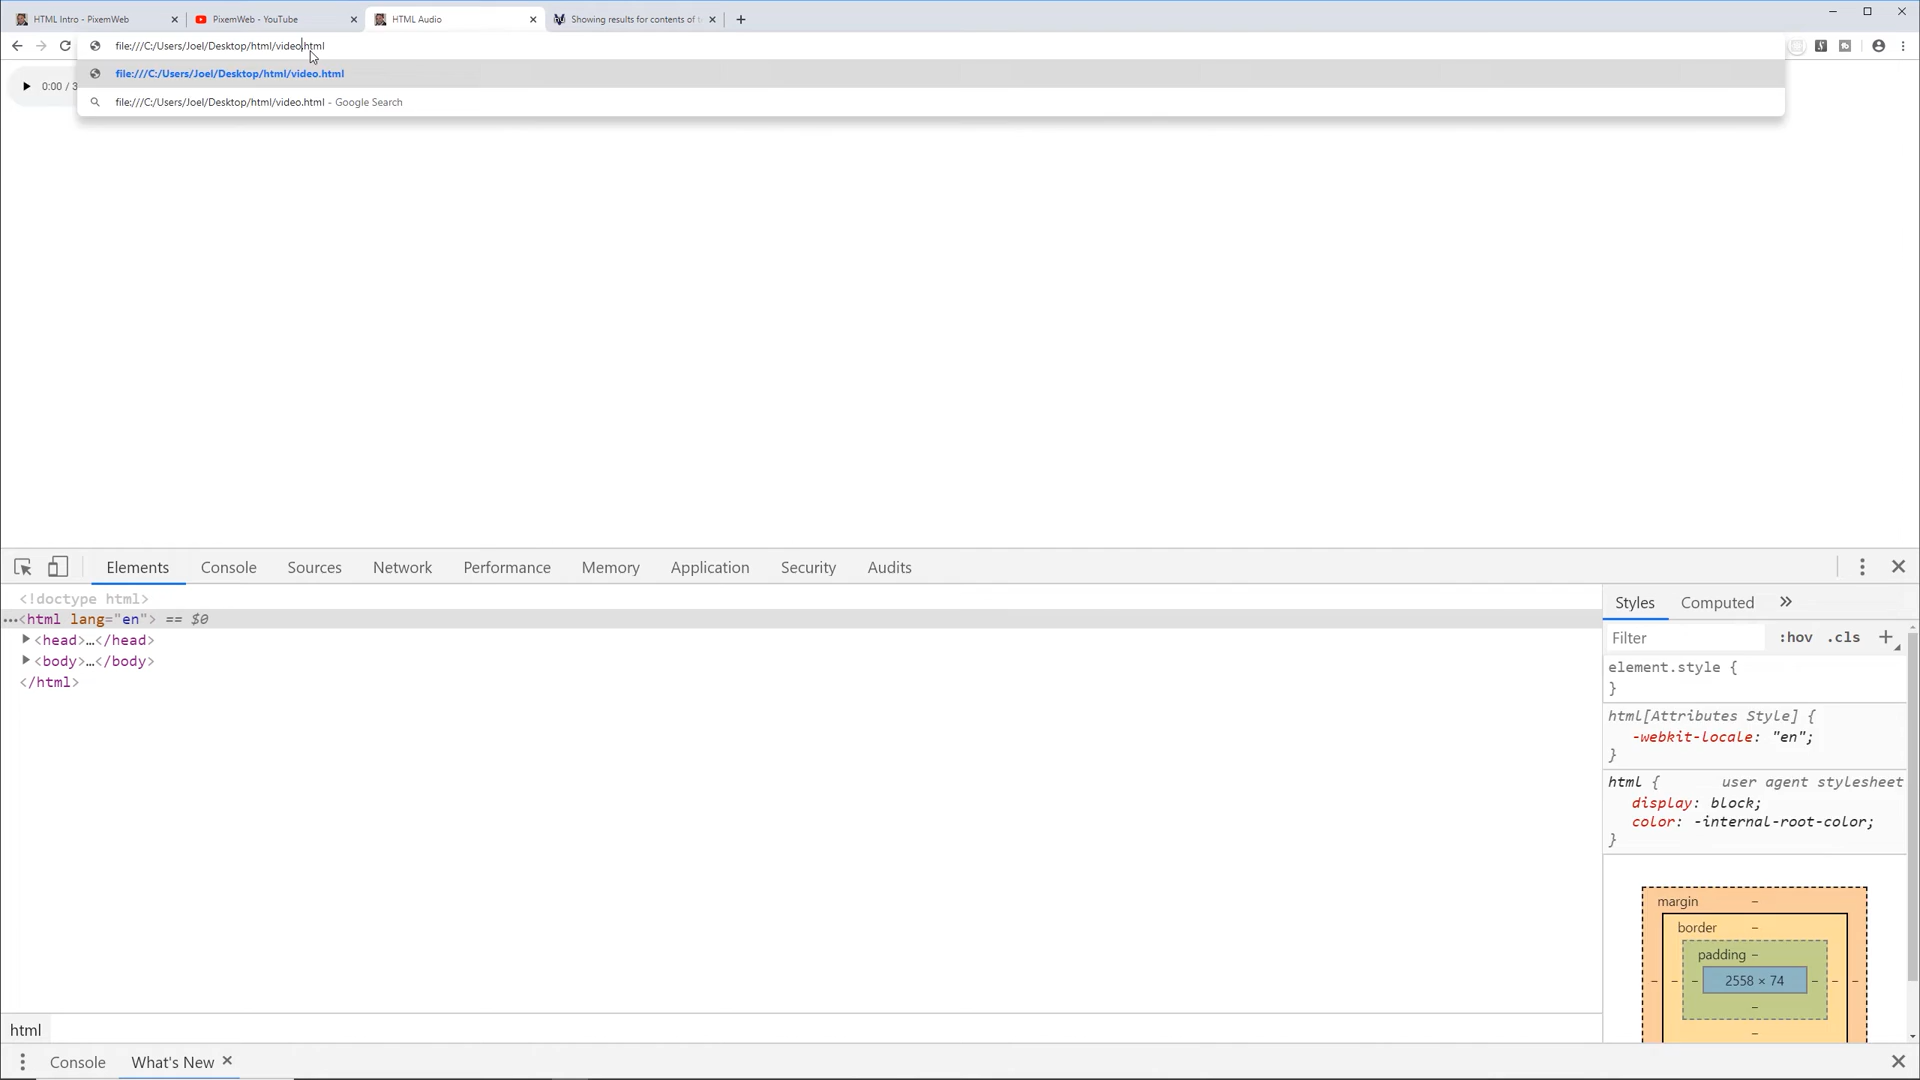 HTML Intro - PixemWeb
PixemWeb - YouTube
HTML Audio
Showing results for contents of
file:///C:/Users/Joel/Desktop/html/video.html
file:///C:/Users/Joel/Desktop/html/video.html
0:00 / 3
file:///C:/Users/Joel/Desktop/html/video.html - Google Search
Elements Console Sources Network Performance Memory Application Security Audits
<!doctype html>
…<html lang="en"> == $0
<head>…</head>
<body>…</body>
</html>
Styles Computed »
Filter :hov .cls +
element.style {
}
html[Attributes Style] {
-webkit-locale: "en";
}
html { user agent stylesheet
display: block;
color: -internal-root-color;
}
margin –
border –
padding –
– – – 2558 × 74 – – –
–
–
html
Console What's New